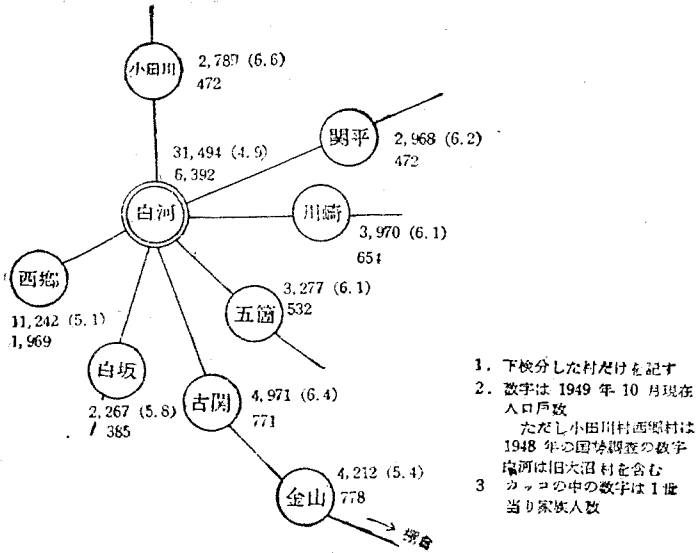 小田川
2,789 (6.6)
472
関平
2,968 (6.2)
472
31,494 (4.9)
6,392
白河
川崎
3,970 (6.1)
654
西郷
11,242 (5.1)
1,969
五箇
3,277 (6.1)
532
白坂
2,267 (5.8)
385
古関
4,971 (6.4)
771
金山
4,212 (5.4)
778
棚倉
1. 下検分した村だけを記す
2. 数字は 1949 年 10 月現在
人口戸数
ただし小田川村西郷村は
1948 年の国勢調査の数字
河は旧大沼村を含む
3 カッコの中の数字は1世
当り家族人数